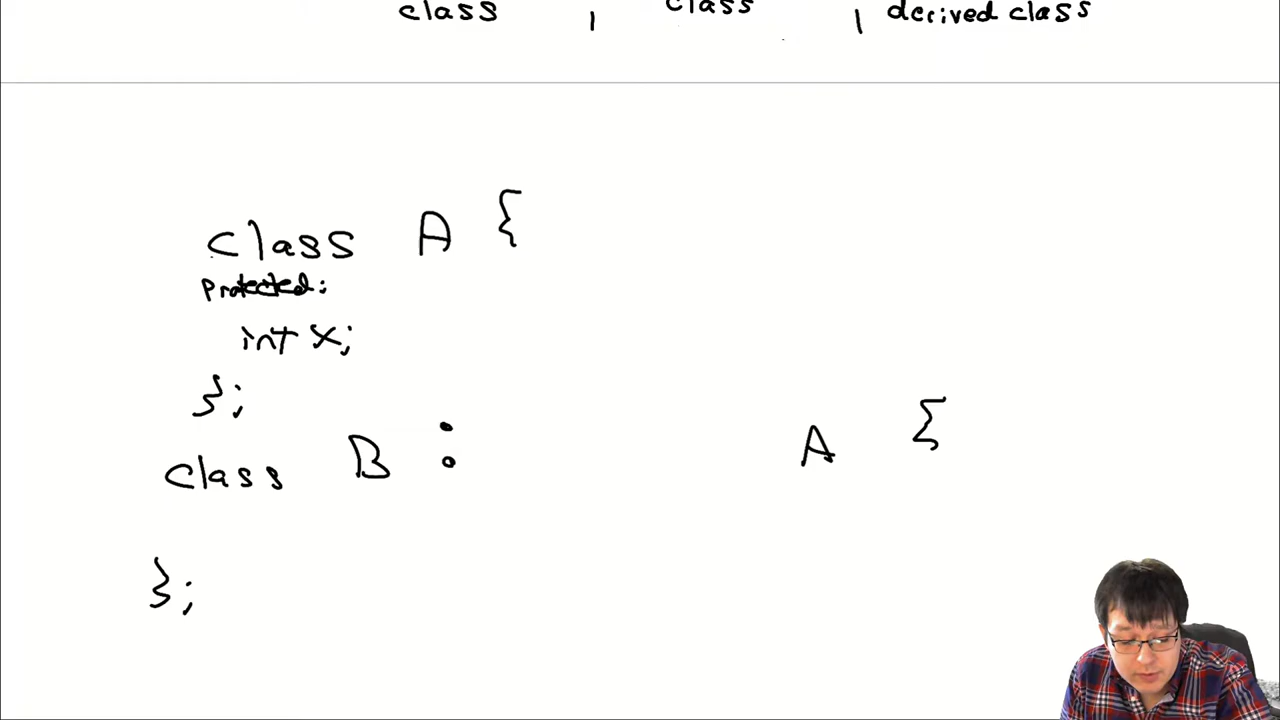 class , class , derived class
class A {
Protected:
int x;
};
class B : A {
};